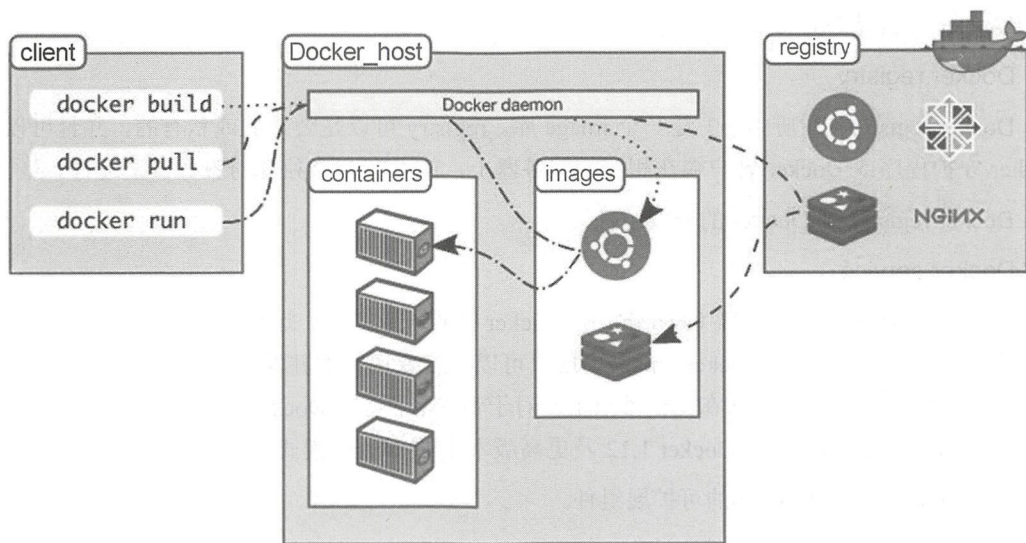 client
docker build
docker pull
docker run
Docker_host
Docker daemon
containers
images
registry
NGiNX